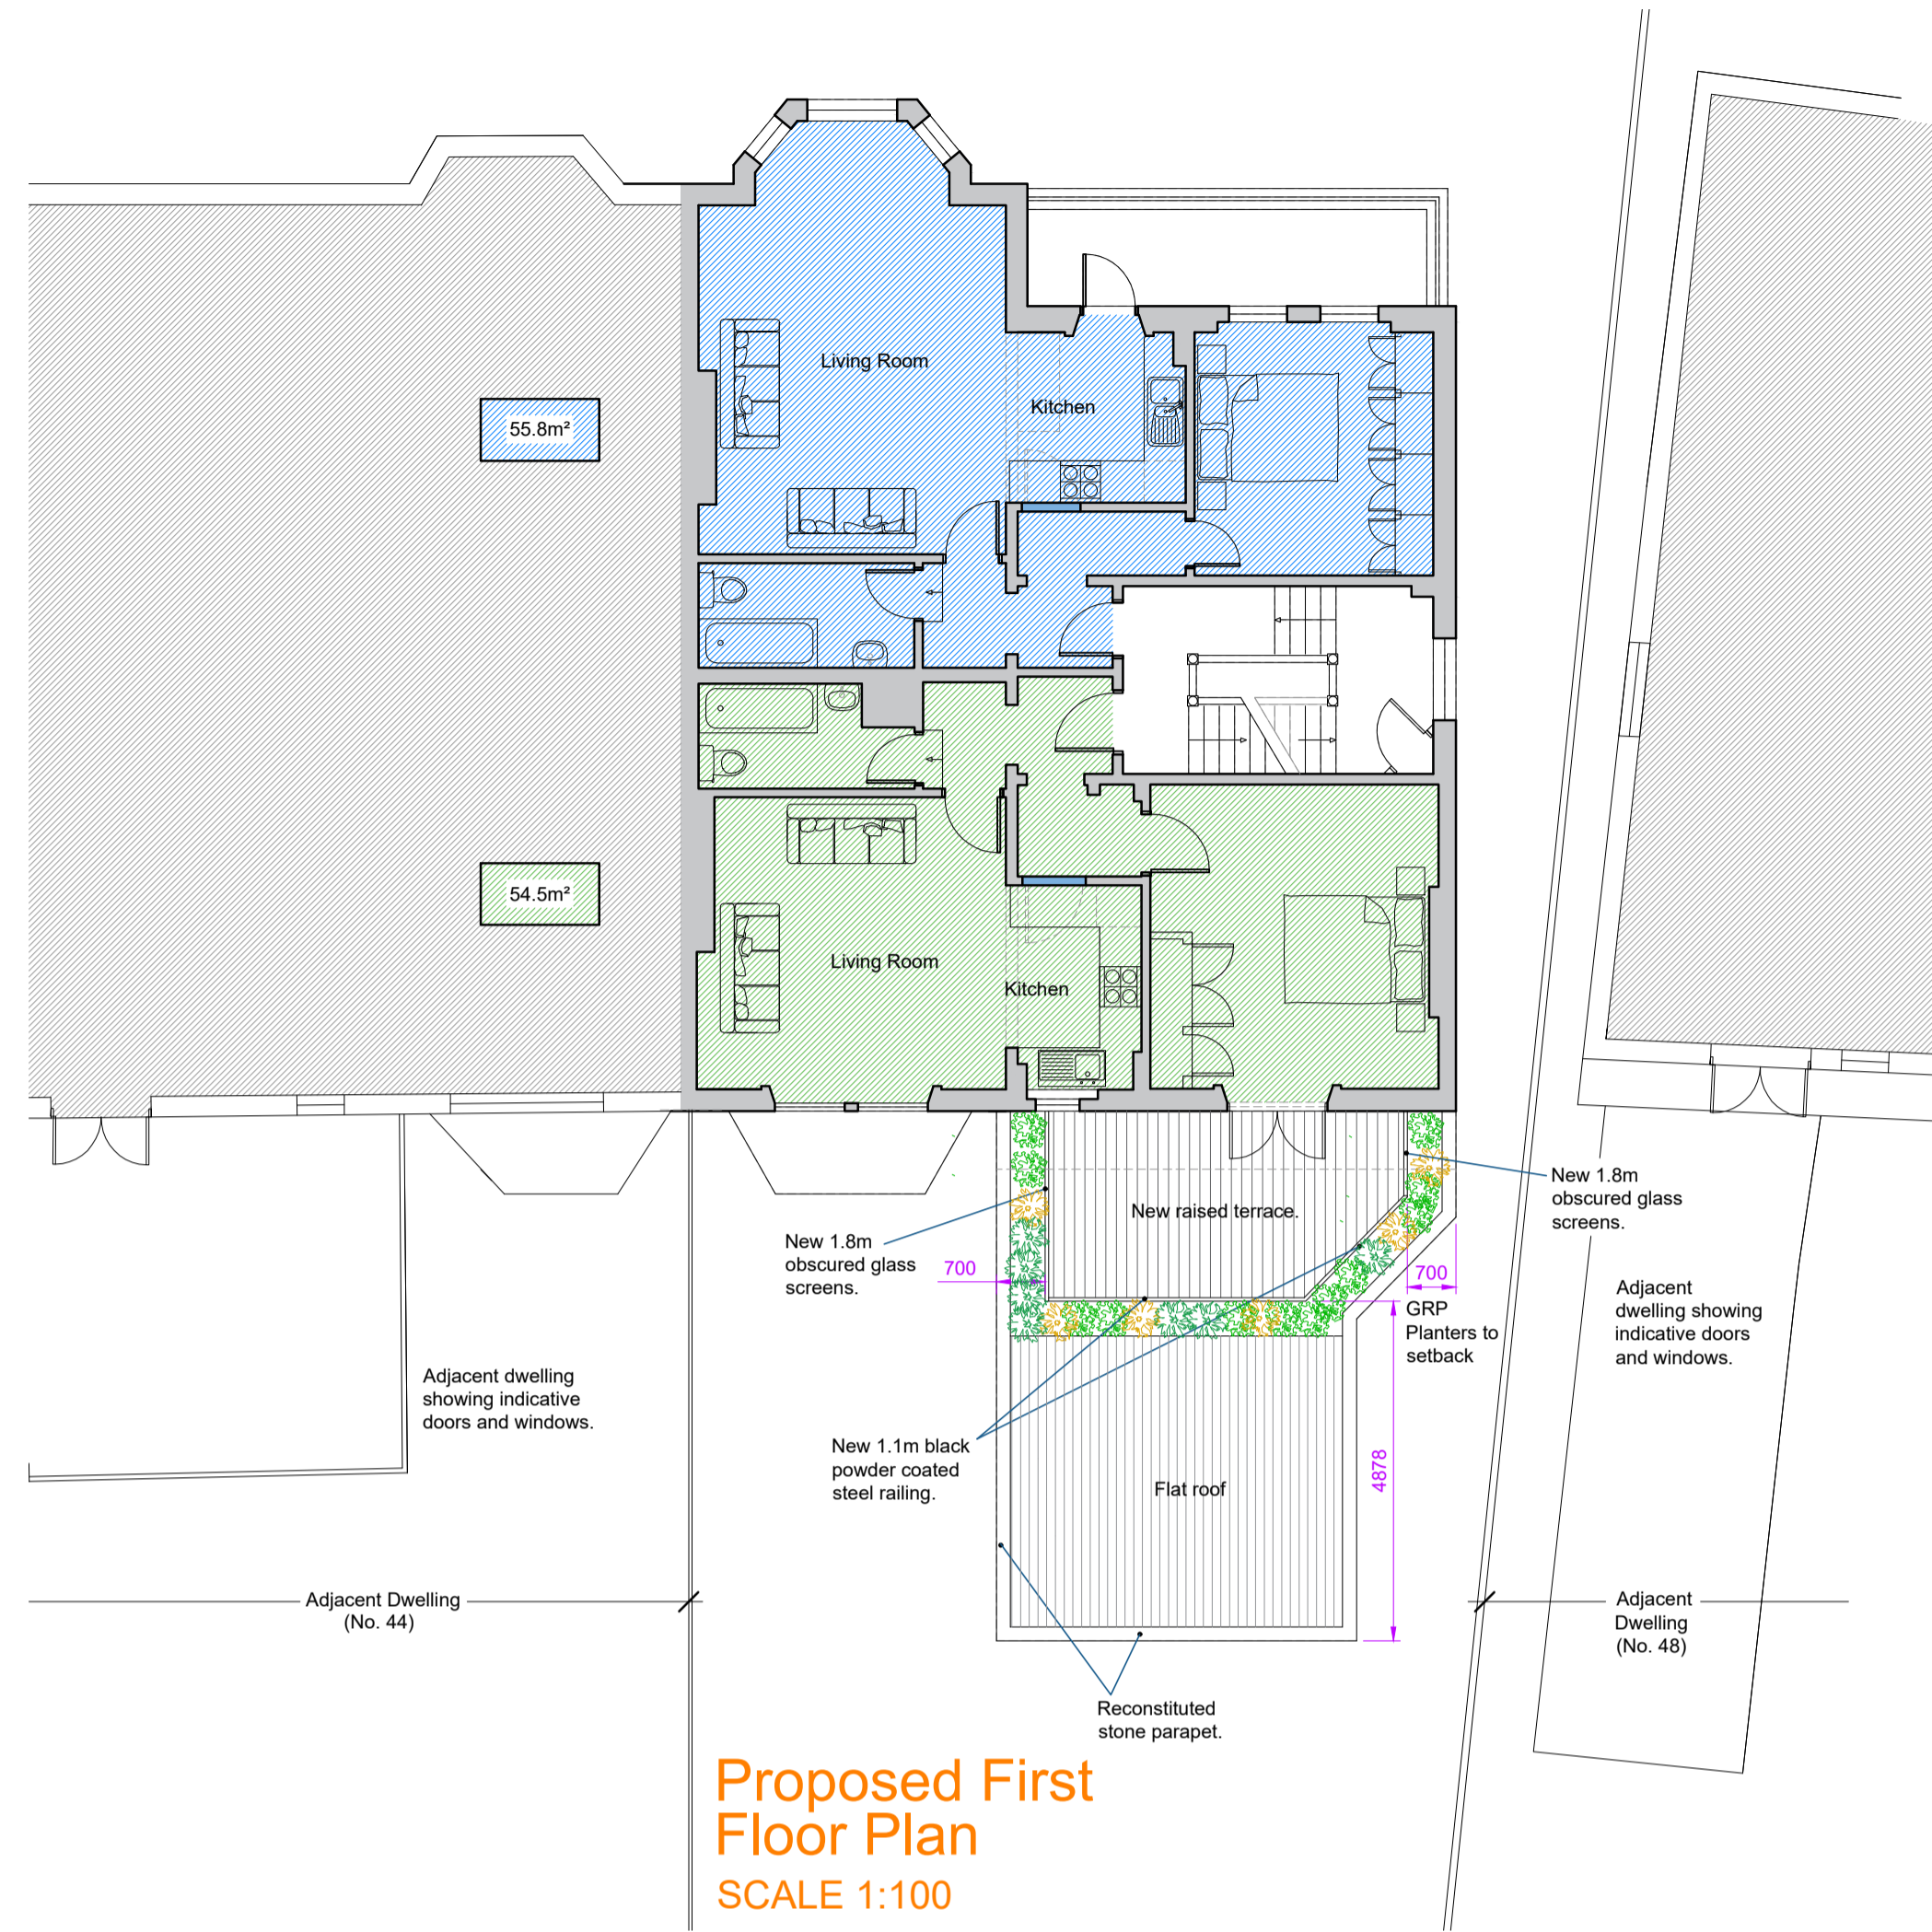 Living Room
Kitchen
55.8m²
54.5m²
Living Room
Kitchen
New 1.8m
obscured glass
screens.
New raised terrace.
New 1.8m
obscured glass
screens.
700
700
GRP
Planters to
setback
Adjacent
dwelling showing
indicative doors
and windows.
Adjacent dwelling
showing indicative
doors and windows.
New 1.1m black
powder coated
steel railing.
4878
Flat roof
Adjacent Dwelling
(No. 44)
Adjacent
Dwelling
(No. 48)
Reconstituted
stone parapet.
Proposed First
Floor Plan
SCALE 1:100